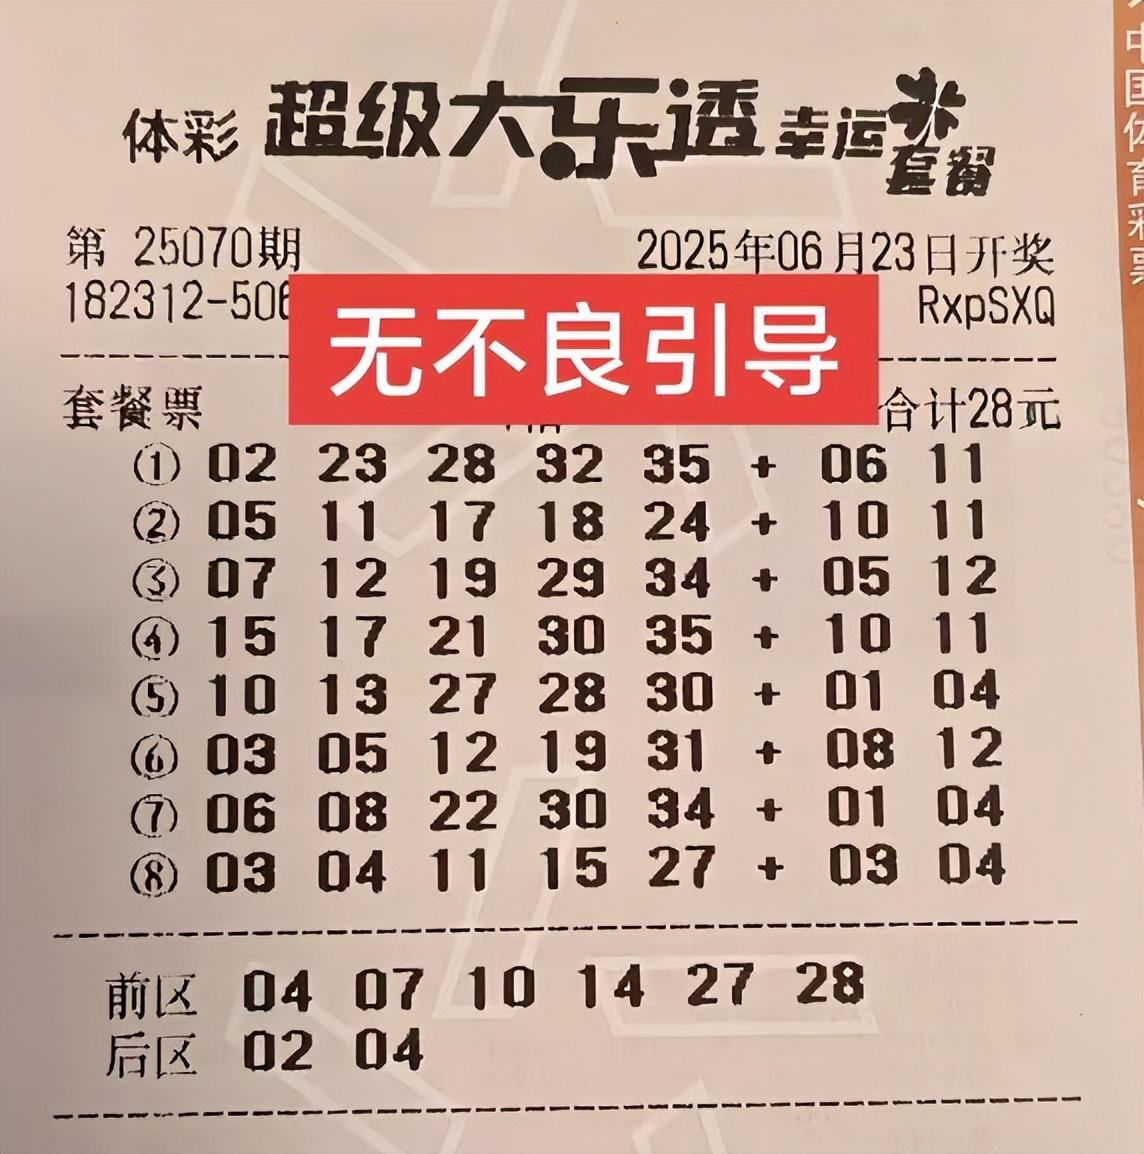 体彩 超级大乐透 幸运套餐
第 25070期 2025年06月23日开奖
182312-506 RxpSXQ
无不良引导
套餐票 合计28元
① 02 23 28 32 35 + 06 11
② 05 11 17 18 24 + 10 11
③ 07 12 19 29 34 + 05 12
④ 15 17 21 30 35 + 10 11
⑤ 10 13 27 28 30 + 01 04
⑥ 03 05 12 19 31 + 08 12
⑦ 06 08 22 30 34 + 01 04
⑧ 03 04 11 15 27 + 03 04
前区 04 07 10 14 27 28
后区 02 04
中国体育彩票